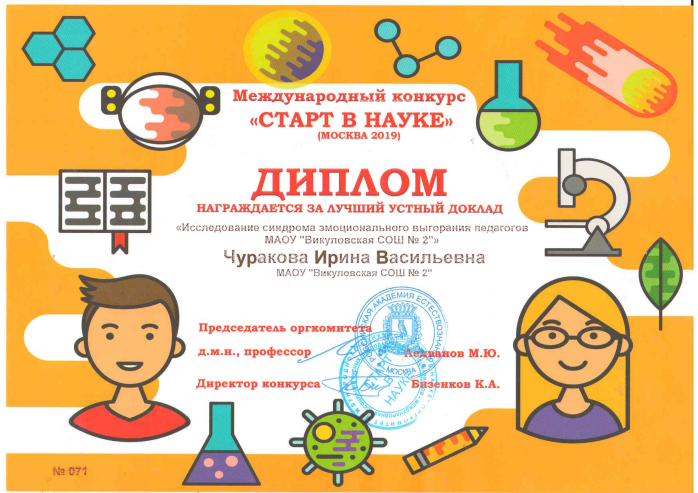 Международный конкурс
«СТАРТ В НАУКЕ»
(МОСКВА 2019)
ДИПЛОМ
НАГРАЖДАЕТСЯ ЗА ЛУЧШИЙ УСТНЫЙ ДОКЛАД
«Исследование синдрома эмоционального выгорания педагогов
МАОУ "Викуловская СОШ № 2"»
Чуракова Ирина Васильевна
МАОУ "Викуловская СОШ № 2"
Председатель оргкомитета
д.м.н., профессор Ледванов М.Ю.
Директор конкурса Бизенков К.А.
АКАДЕМИЯ ЕСТЕСТВОЗНАНИЯ
МОСКВА
НАУКЕ
№ 071